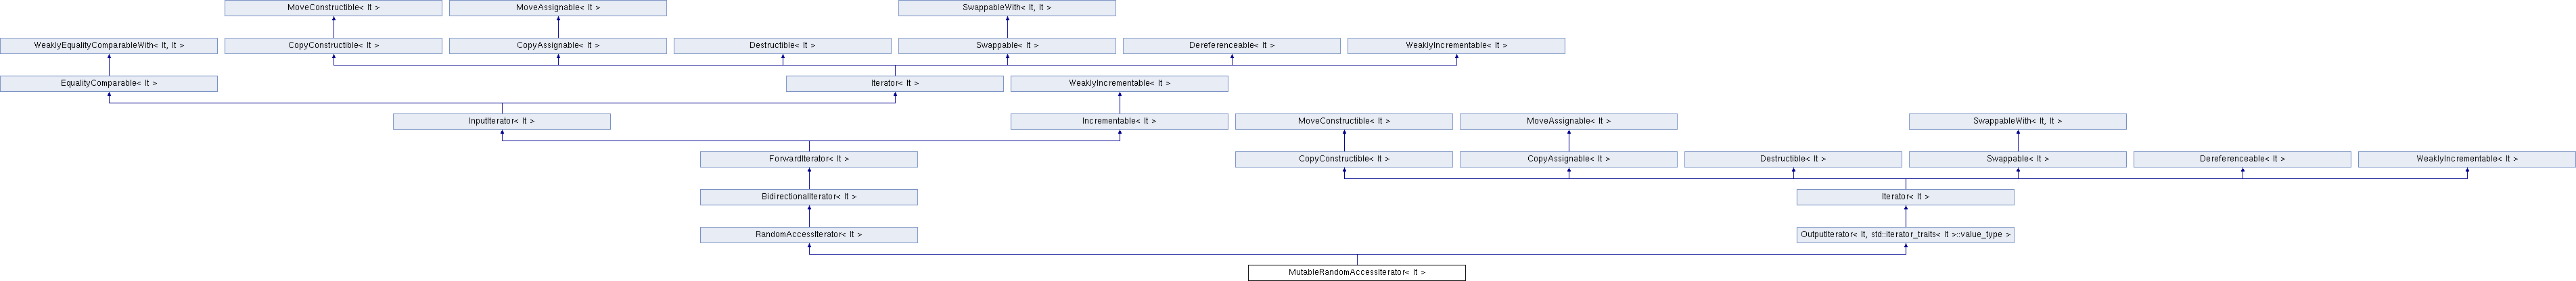 MoveConstructible< It >
MoveAssignable< It >
SwappableWith< It, It >
WeaklyEqualityComparableWith< It, It >
CopyConstructible< It >
CopyAssignable< It >
Destructible< It >
Swappable< It >
Dereferenceable< It >
WeaklyIncrementable< It >
EqualityComparable< It >
Iterator< It >
WeaklyIncrementable< It >
InputIterator< It >
Incrementable< It >
MoveConstructible< It >
MoveAssignable< It >
SwappableWith< It, It >
ForwardIterator< It >
CopyConstructible< It >
CopyAssignable< It >
Destructible< It >
Swappable< It >
Dereferenceable< It >
WeaklyIncrementable< It >
BidirectionalIterator< It >
Iterator< It >
RandomAccessIterator< It >
OutputIterator< It, std::iterator_traits< It >::value_type >
MutableRandomAccessIterator< It >